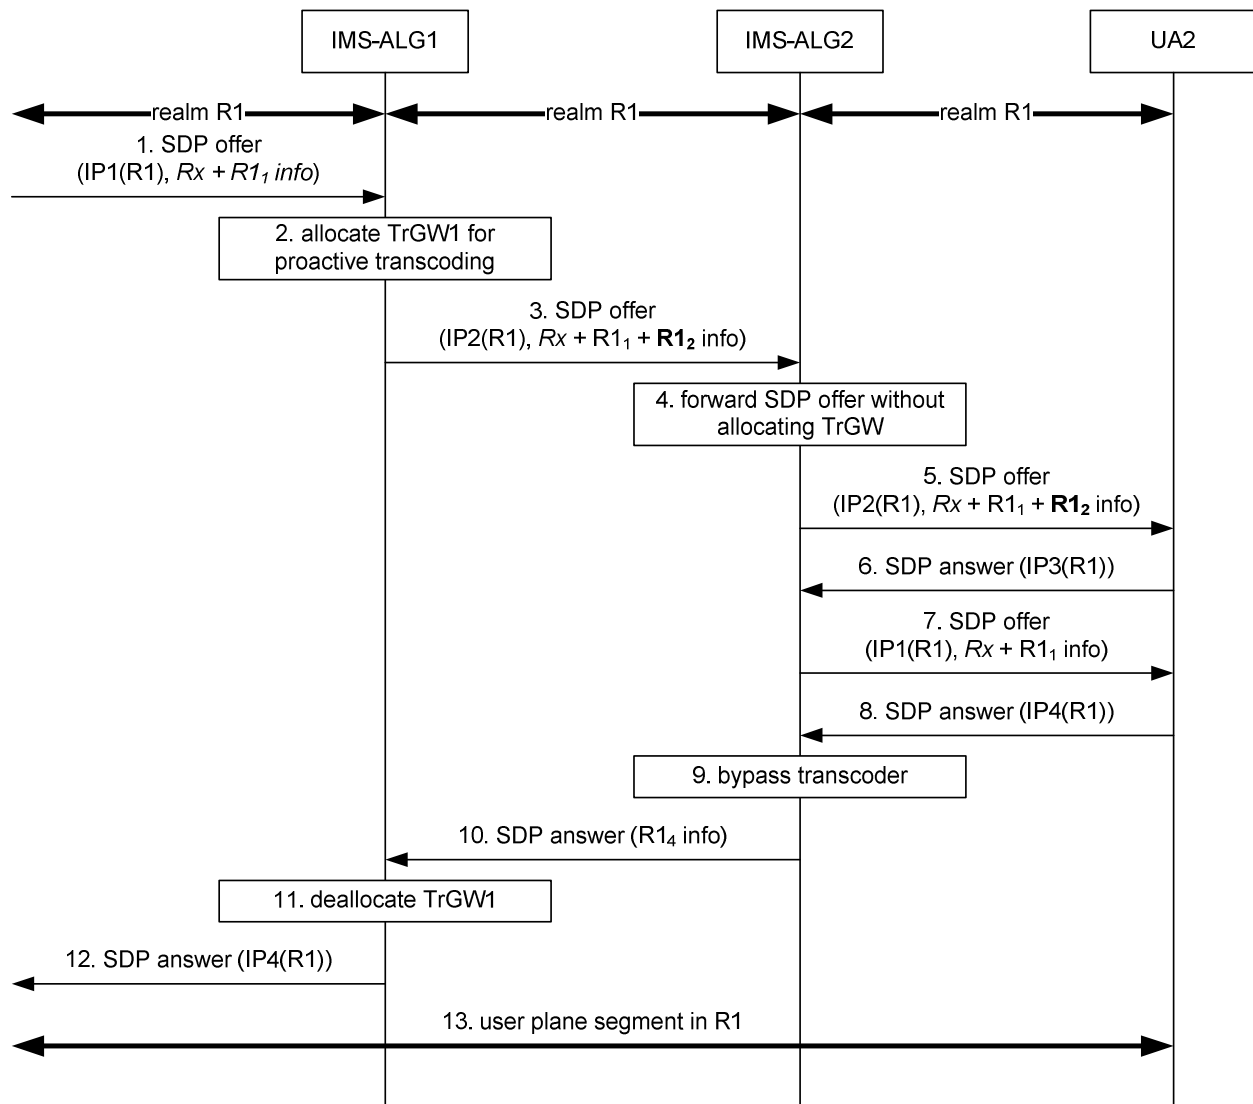 IMS-ALG1
IMS-ALG2
UA2
realm R1
realm R1
realm R1
1. SDP offer
(IP1(R1), Rx + R1₁ info)
2. allocate TrGW1 for
proactive transcoding
3. SDP offer
(IP2(R1), Rx + R1₁ + R1₂ info)
4. forward SDP offer without
allocating TrGW
5. SDP offer
(IP2(R1), Rx + R1₁ + R1₂ info)
6. SDP answer (IP3(R1))
7. SDP offer
(IP1(R1), Rx + R1₁ info)
8. SDP answer (IP4(R1))
9. bypass transcoder
10. SDP answer (R1₄ info)
11. deallocate TrGW1
12. SDP answer (IP4(R1))
13. user plane segment in R1